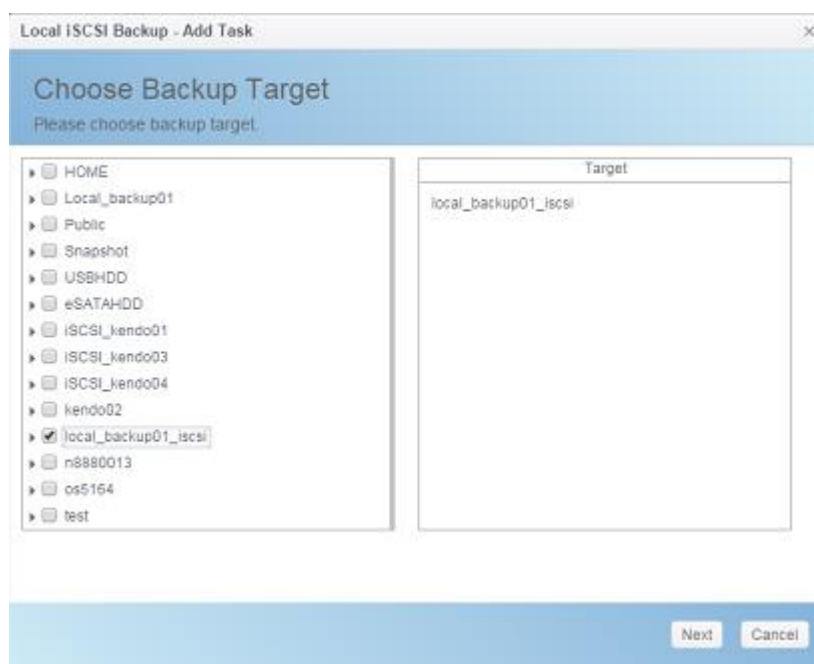 Local iSCSI Backup - Add Task
Choose Backup Target
Please choose backup target.
HOME
Local_backup01
Public
Snapshot
USBHDD
eSATAHDD
iSCSI_kendo01
iSCSI_kendo03
iSCSI_kendo04
kendo02
local_backup01_iscsi
n8880013
os5164
test
Target
local_backup01_iscsi
Next
Cancel